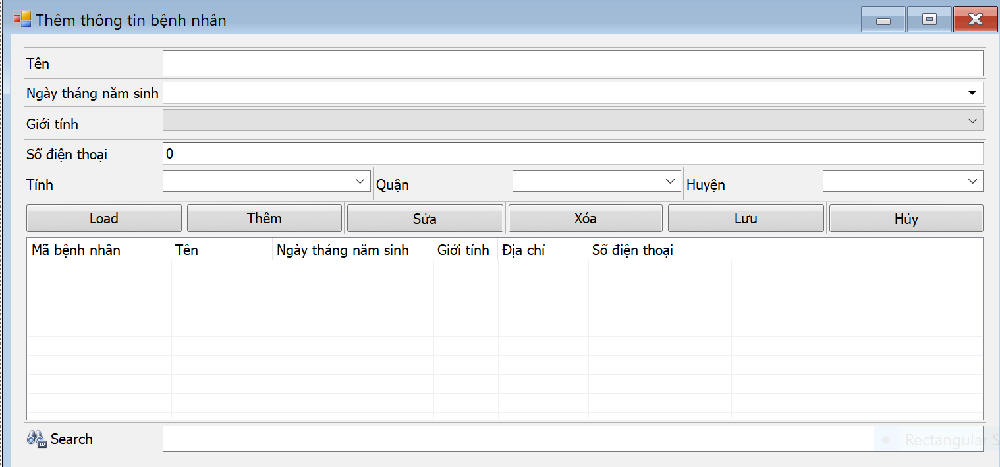 Thêm thông tin bệnh nhân
Tên
Ngày tháng năm sinh
Giới tính
Số điện thoại 0
Tỉnh Quận Huyện
Load Thêm Sửa Xóa Lưu Hủy
Mã bệnh nhân Tên Ngày tháng năm sinh Giới tính Địa chỉ Số điện thoại
ID Search Rectangular S